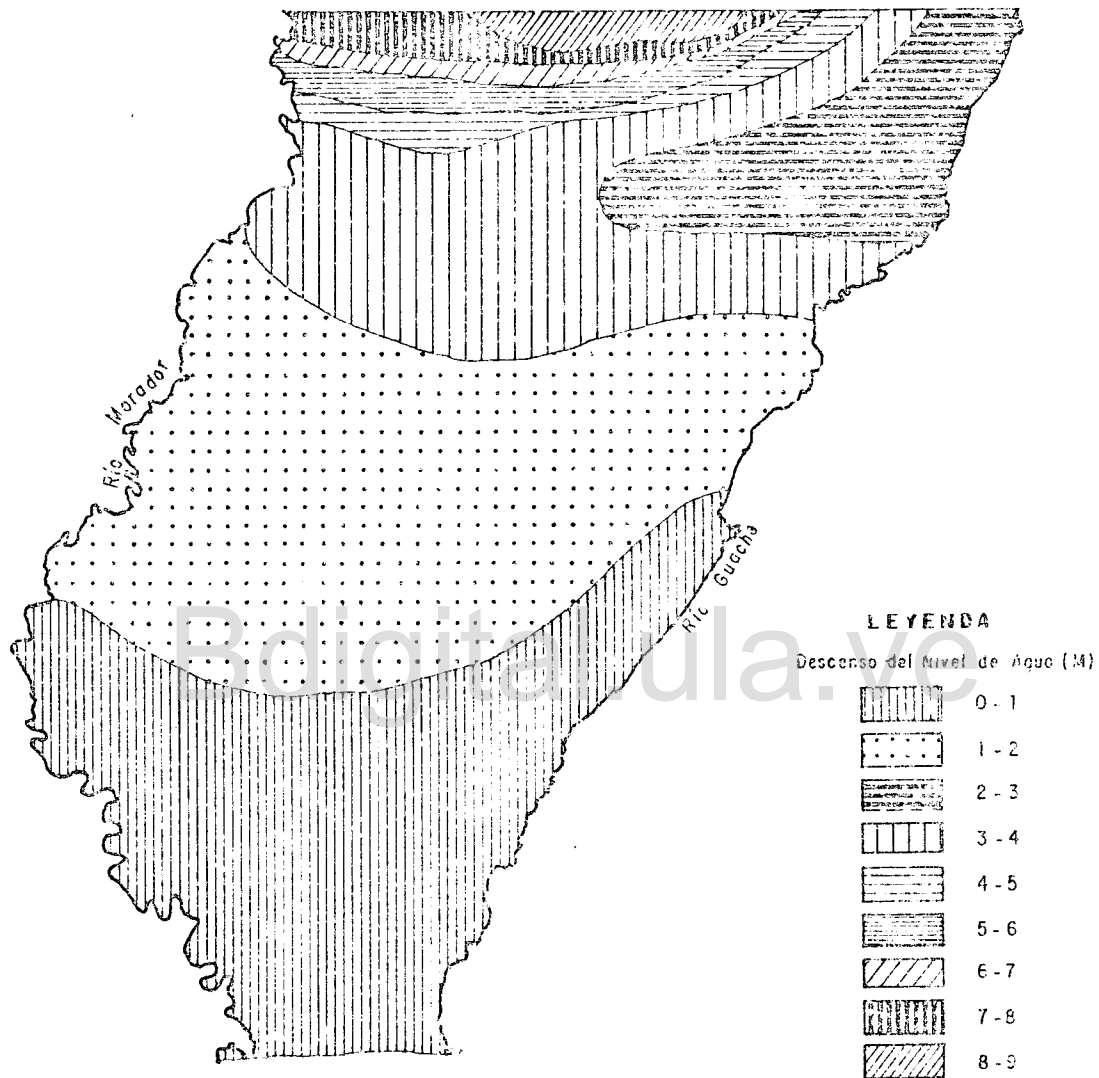 Río Morador
Río Guache
Bdigital.ula.ve
LEYENDA
Descenso del Nivel de Agua (M)
0-1
1-2
2-3
3-4
4-5
5-6
6-7
7-8
8-9